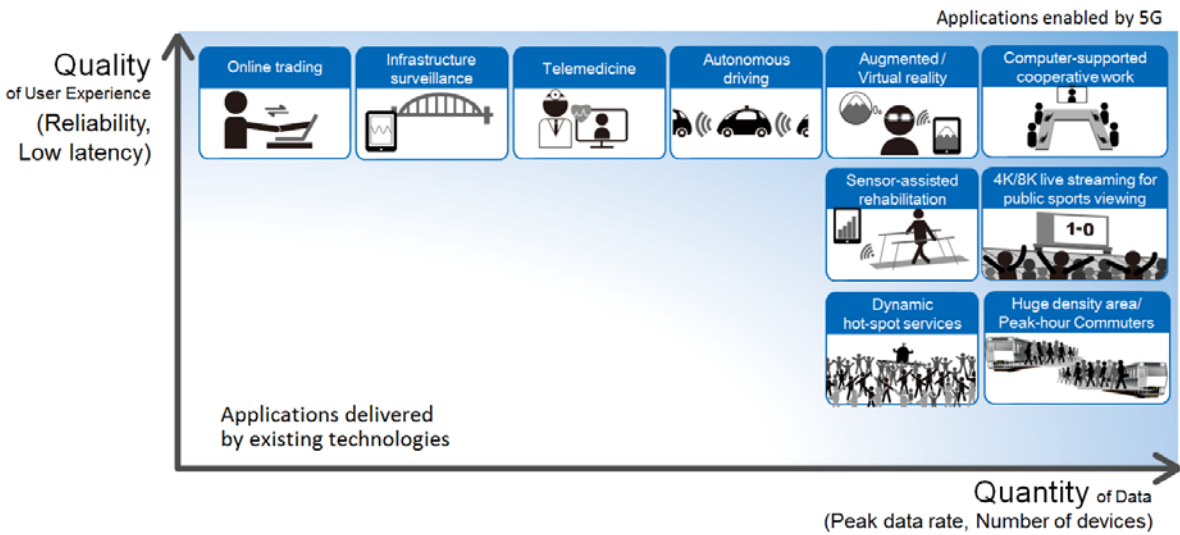 Applications enabled by 5G
Quality
of User Experience
(Reliability,
Low latency)
Online trading
Infrastructure
surveillance
Telemedicine
Autonomous
driving
Augmented /
Virtual reality
Computer-supported
cooperative work
Sensor-assisted
rehabilitation
4K/8K live streaming for
public sports viewing
1-0
Dynamic
hot-spot services
Huge density area/
Peak-hour Commuters
Applications delivered
by existing technologies
Quantity of Data
(Peak data rate, Number of devices)